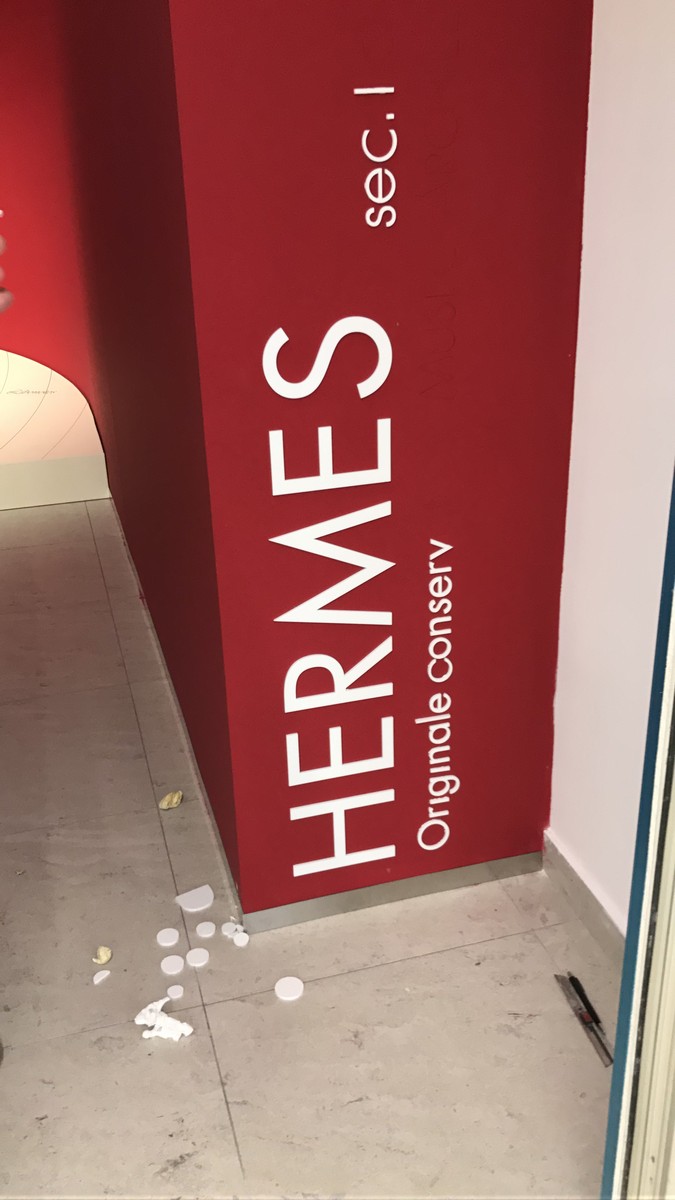 HERMES sec. I
Originale conserv